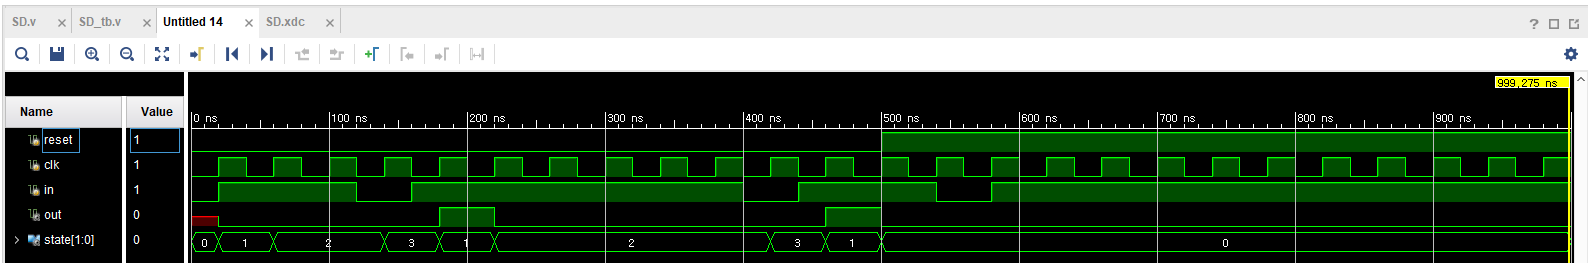 SD.v × SD_tb.v × Untitled 14 × SD.xdc × ?
999,275 ns
Name Value
0 ns 100 ns 200 ns 300 ns 400 ns 500 ns 600 ns 700 ns 800 ns 900 ns
reset 1
clk 1
in 1
out 0
state[1:0] 0 0 1 2 3 1 2 3 1 0